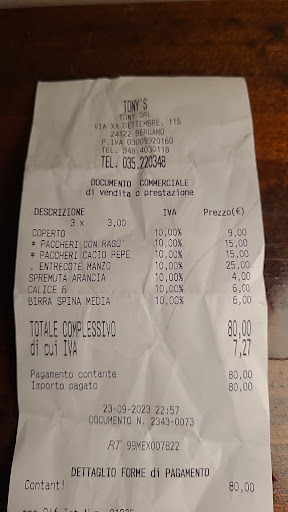 TONY'S
TONY SRL
VIA XX SETTEMBRE, 115
24122 BERGAMO
P.IVA 03009920160
TEL. 348 4030118
TEL. 035.220348
DOCUMENTO COMMERCIALE
di vendita o prestazione
DESCRIZIONE IVA Prezzo(€)
3 x 3,00
COPERTO 10,00% 9,00
* PACCHERI CON RAGU' 10,00% 15,00
* PACCHERI CACIO PEPE 10,00% 15,00
. ENTRECOTE MANZO 10,00% 25,00
SPREMUTA ARANCIA 10,00% 4,00
CALICE 6 10,00% 6,00
BIRRA SPINA MEDIA 10,00% 6,00
TOTALE COMPLESSIVO 80,00
di cui IVA 7,27
Pagamento contante 80,00
Importo pagato 80,00
23-09-2023 22:57
DOCUMENTO N. 2343-0073
RT 99MEX007822
DETTAGLIO FORME di PAGAMENTO
Contanti 80,00